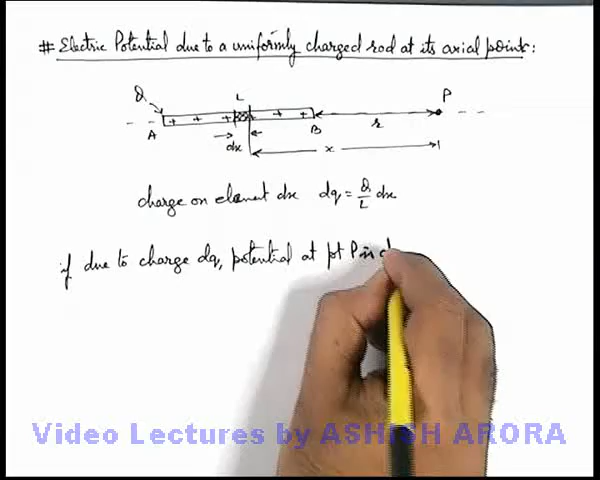 # Electric Potential due to a uniformly charged rod at its axial point:
Q L P
+ + + +
A dx B r
x
charge on element dx dq = Q/L dx
if due to charge dq, potential at pt P is d
Video Lectures by ASHISH ARORA